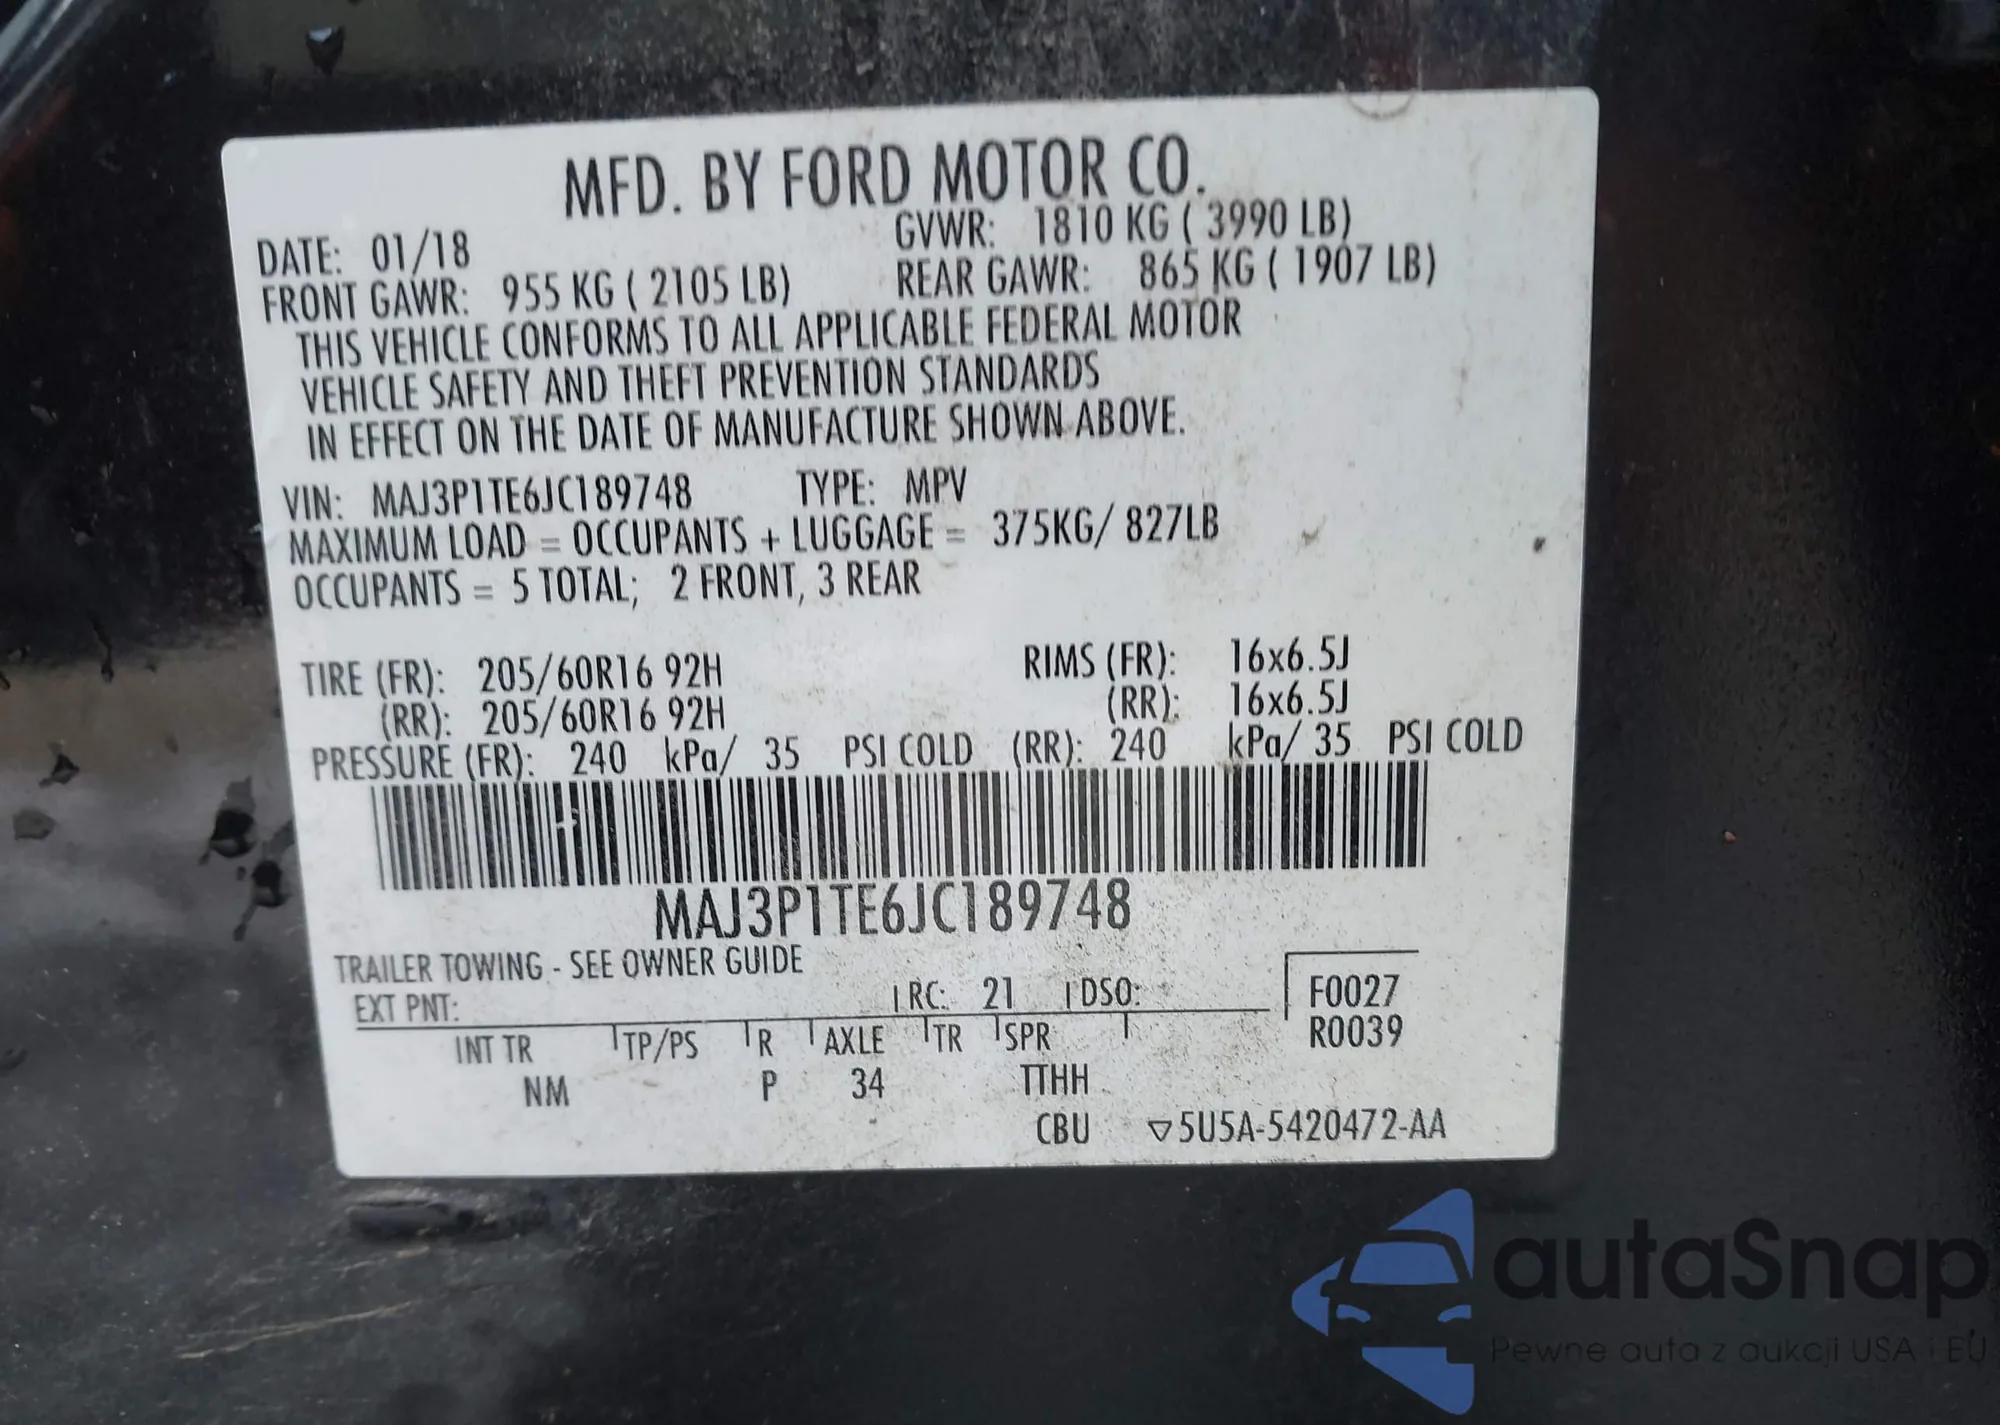 MFD. BY FORD MOTOR CO.
DATE: 01/18 GVWR: 1810 KG ( 3990 LB)
FRONT GAWR: 955 KG ( 2105 LB) REAR GAWR: 865 KG ( 1907 LB)
THIS VEHICLE CONFORMS TO ALL APPLICABLE FEDERAL MOTOR
VEHICLE SAFETY AND THEFT PREVENTION STANDARDS
IN EFFECT ON THE DATE OF MANUFACTURE SHOWN ABOVE.
VIN: MAJ3P1TE6JC189748 TYPE: MPV
MAXIMUM LOAD = OCCUPANTS + LUGGAGE = 375KG/ 827LB
OCCUPANTS = 5 TOTAL; 2 FRONT, 3 REAR
TIRE (FR): 205/60R16 92H RIMS (FR): 16x6.5J
(RR): 205/60R16 92H (RR): 16x6.5J
PRESSURE (FR): 240 kPa/ 35 PSI COLD (RR): 240 kPa/ 35 PSI COLD
MAJ3P1TE6JC189748
TRAILER TOWING - SEE OWNER GUIDE
EXT PNT: RC: 21 DSO: F0027
R0039
INT TR TP/PS R AXLE TR SPR
NM P 34 TTHH
CBU ▽5U5A-5420472-AA
autaSnap
Pewne auta z aukcji USA i EU